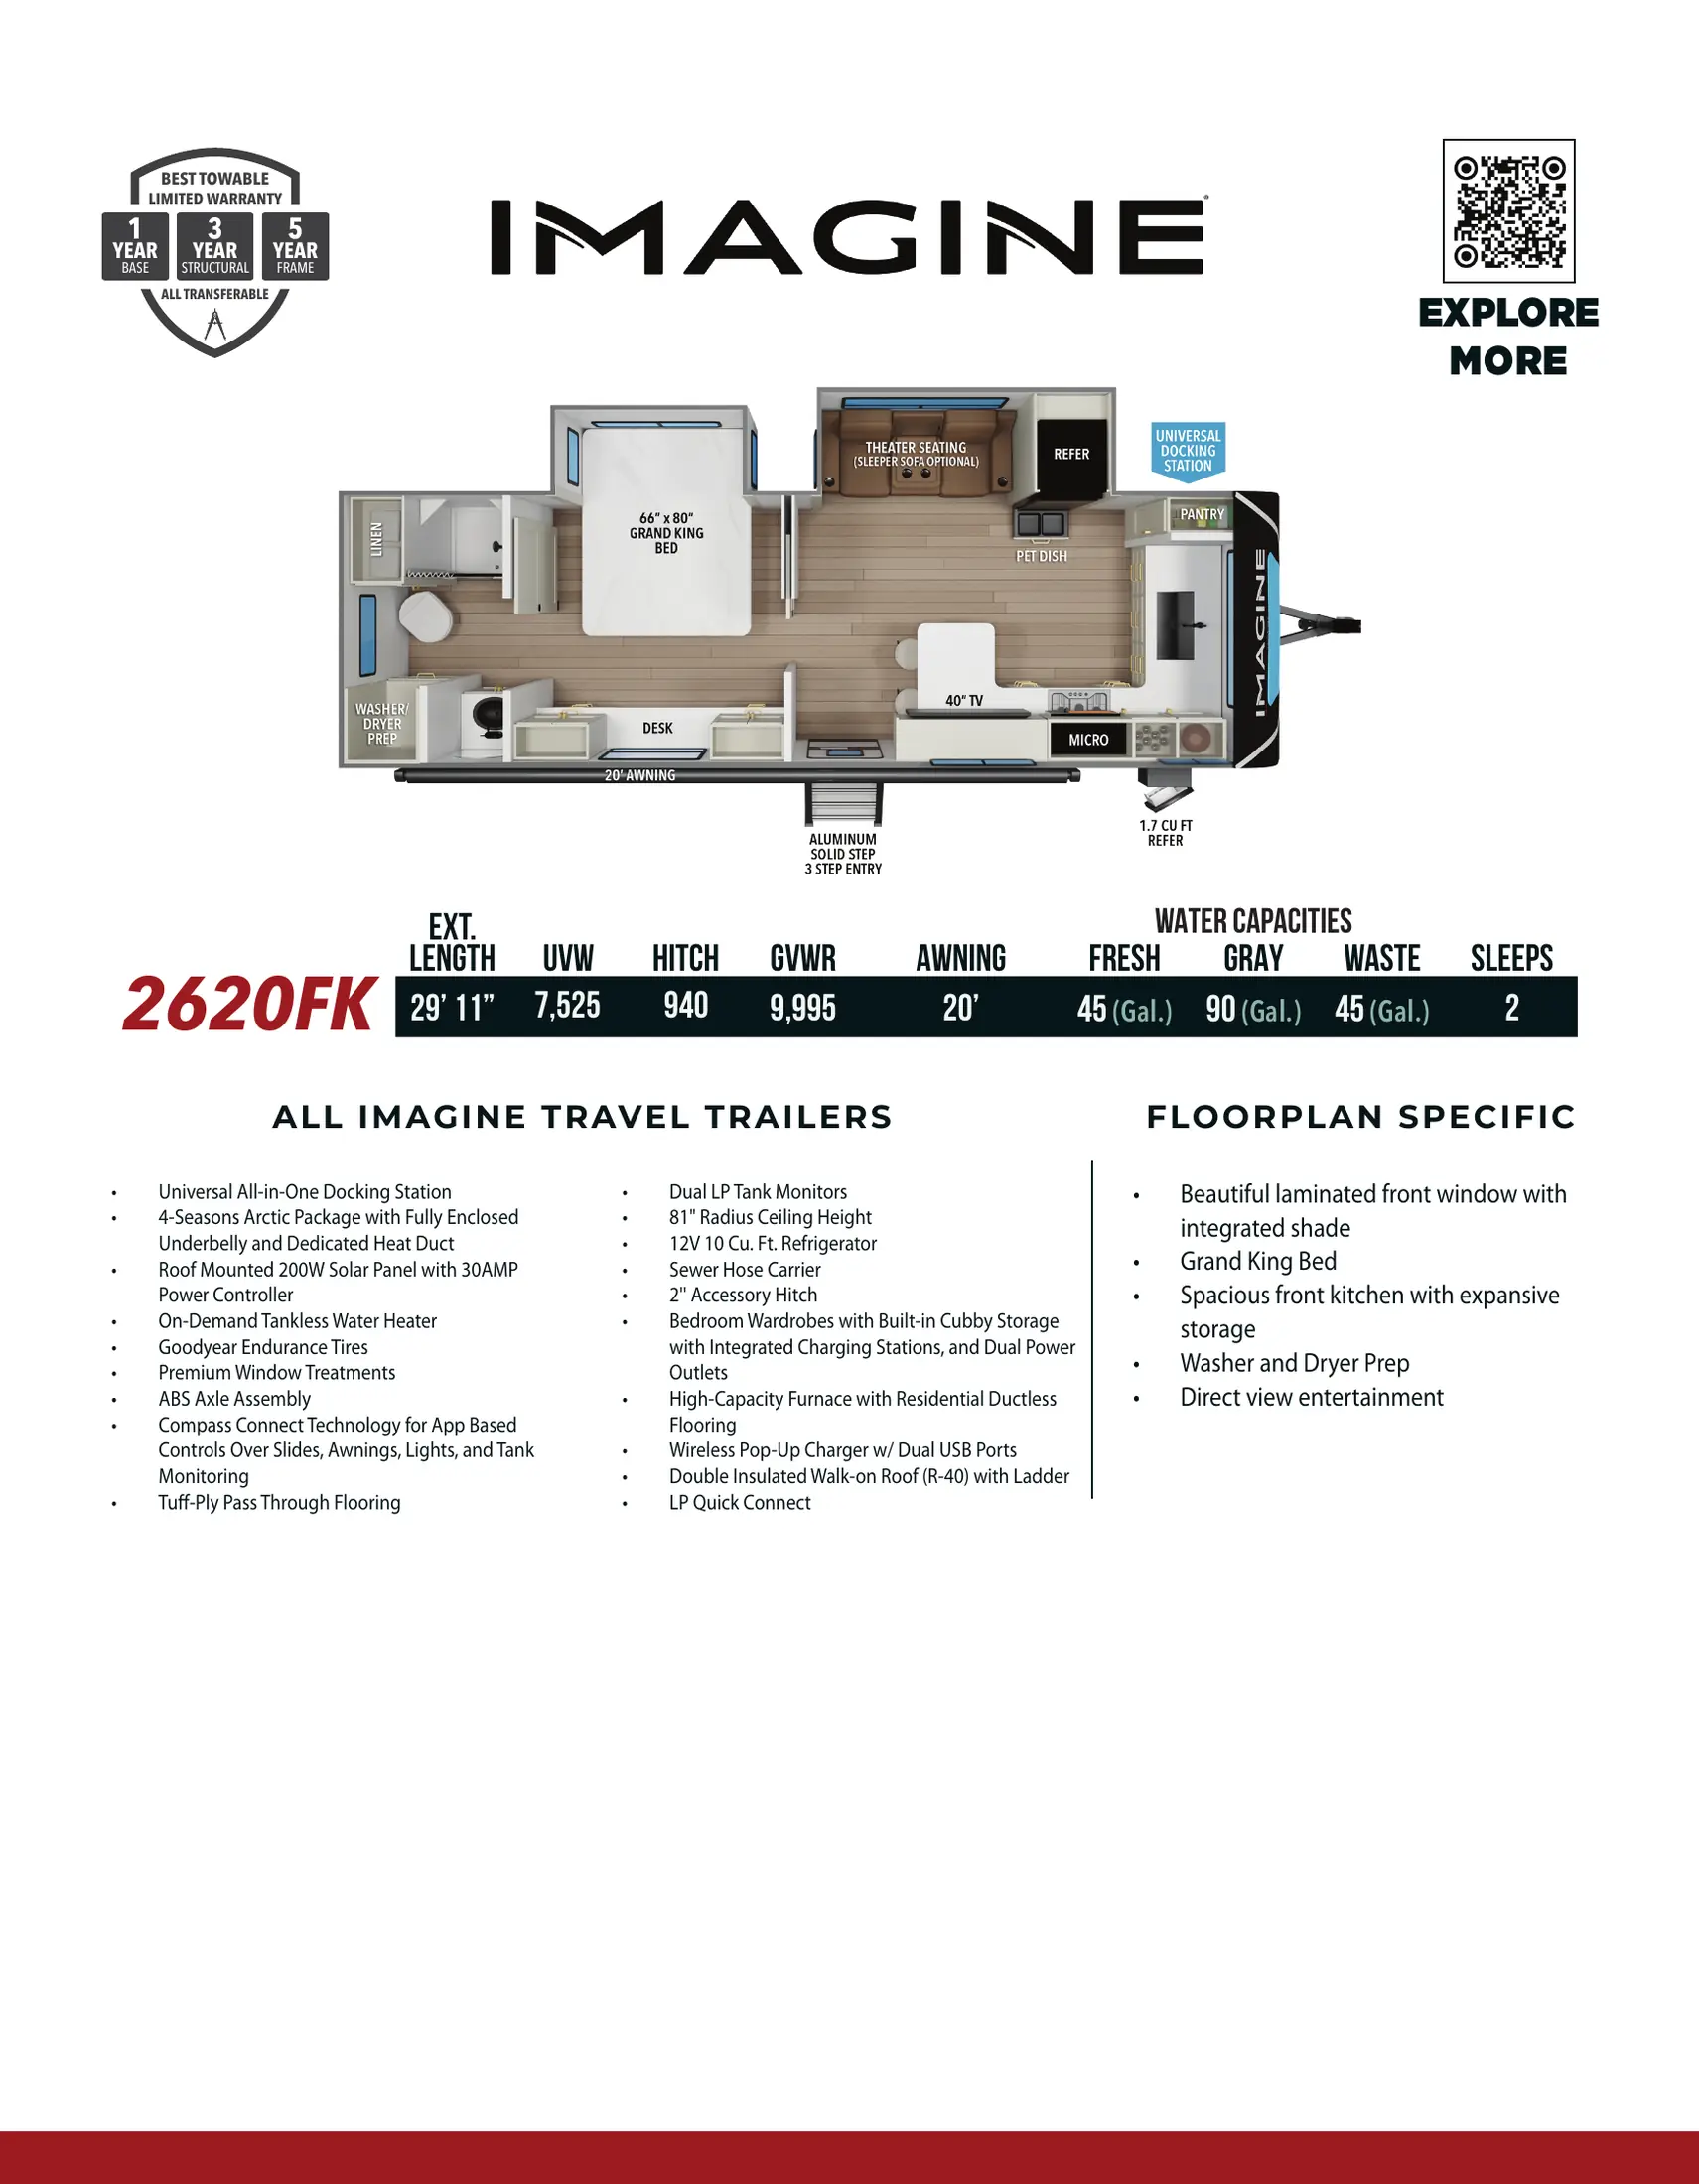 BEST TOWABLE
LIMITED WARRANTY
1
YEAR
BASE
3
YEAR
STRUCTURAL
5
YEAR
FRAME
ALL TRANSFERABLE
IMAGINE®
EXPLORE
MORE
THEATER SEATING
(SLEEPER SOFA OPTIONAL)
REFER
UNIVERSAL
DOCKING
STATION
LINEN
66" x 80"
GRAND KING
BED
PANTRY
PET DISH
IMAGINE
40" TV
WASHER/
DRYER
PREP
DESK
MICRO
20' AWNING
ALUMINUM
SOLID STEP
3 STEP ENTRY
1.7 CU FT
REFER
WATER CAPACITIES
EXT.
LENGTH UVW HITCH GVWR AWNING FRESH GRAY WASTE SLEEPS
2620FK 29’ 11” 7,525 940 9,995 20’ 45 (Gal.) 90 (Gal.) 45 (Gal.) 2
ALL IMAGINE TRAVEL TRAILERS
• Universal All-in-One Docking Station
• 4-Seasons Arctic Package with Fully Enclosed
Underbelly and Dedicated Heat Duct
• Roof Mounted 200W Solar Panel with 30AMP
Power Controller
• On-Demand Tankless Water Heater
• Goodyear Endurance Tires
• Premium Window Treatments
• ABS Axle Assembly
• Compass Connect Technology for App Based
Controls Over Slides, Awnings, Lights, and Tank
Monitoring
• Tuff-Ply Pass Through Flooring
• Dual LP Tank Monitors
• 81" Radius Ceiling Height
• 12V 10 Cu. Ft. Refrigerator
• Sewer Hose Carrier
• 2" Accessory Hitch
• Bedroom Wardrobes with Built-in Cubby Storage
with Integrated Charging Stations, and Dual Power
Outlets
• High-Capacity Furnace with Residential Ductless
Flooring
• Wireless Pop-Up Charger w/ Dual USB Ports
• Double Insulated Walk-on Roof (R-40) with Ladder
• LP Quick Connect
FLOORPLAN SPECIFIC
• Beautiful laminated front window with
integrated shade
• Grand King Bed
• Spacious front kitchen with expansive
storage
• Washer and Dryer Prep
• Direct view entertainment